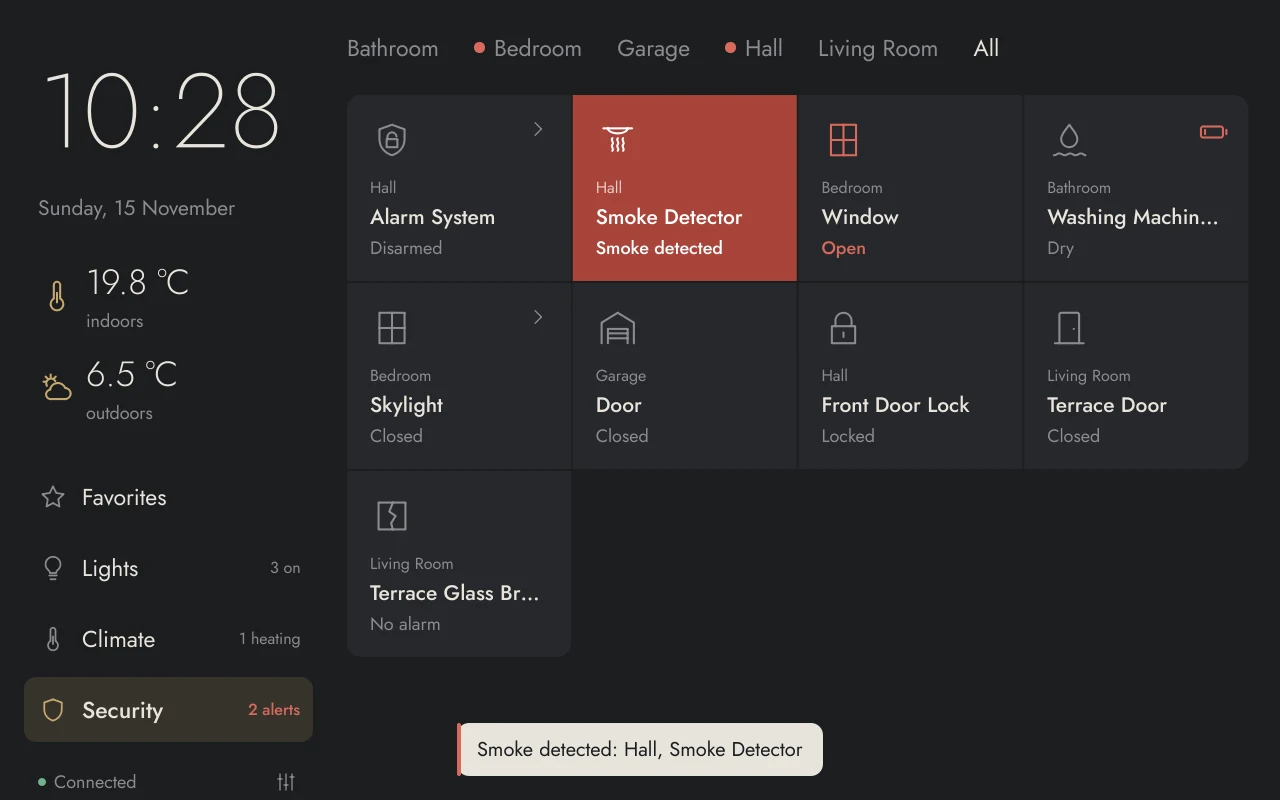 10:28
Sunday, 15 November
19.8 °C
indoors
6.5 °C
outdoors
Favorites
Lights 3 on
Climate 1 heating
Security 2 alerts
Connected
Bathroom Bedroom Garage Hall Living Room All
Hall
Alarm System
Disarmed
Hall
Smoke Detector
Smoke detected
Bedroom
Window
Open
Bathroom
Washing Machin...
Dry
Bedroom
Skylight
Closed
Garage
Door
Closed
Hall
Front Door Lock
Locked
Living Room
Terrace Door
Closed
Living Room
Terrace Glass Br...
No alarm
Smoke detected: Hall, Smoke Detector